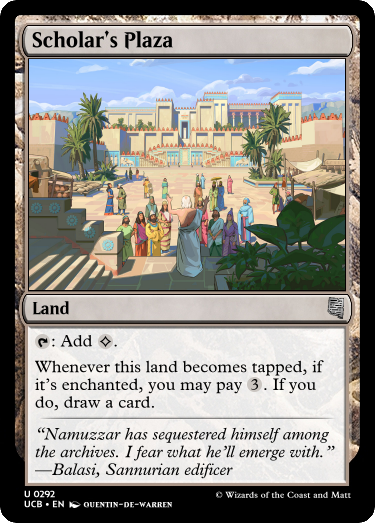 Scholar's Plaza
Land
: Add .
Whenever this land becomes tapped, if
it's enchanted, you may pay 3. If you
do, draw a card.
“Namuzzar has sequestered himself among
the archives. I fear what he'll emerge with.”
—Balasi, Sannurian edificer
U 0292
UCB • EN QUENTIN-DE-WARREN
© Wizards of the Coast and Matt